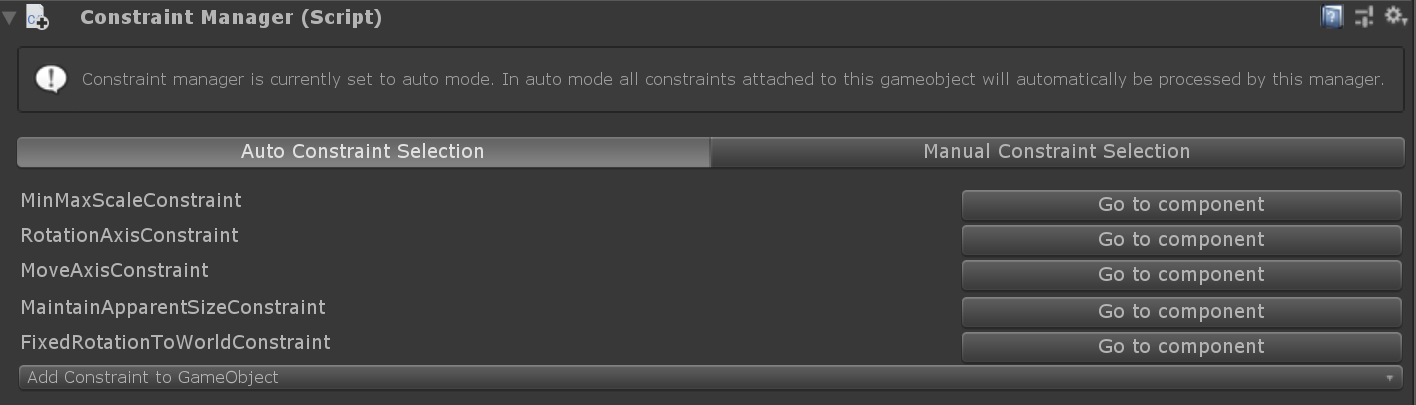 Constraint Manager (Script)
Constraint manager is currently set to auto mode. In auto mode all constraints attached to this gameobject will automatically be processed by this manager.
Auto Constraint Selection Manual Constraint Selection
MinMaxScaleConstraint Go to component
RotationAxisConstraint Go to component
MoveAxisConstraint Go to component
MaintainApparentSizeConstraint Go to component
FixedRotationToWorldConstraint Go to component
Add Constraint to GameObject